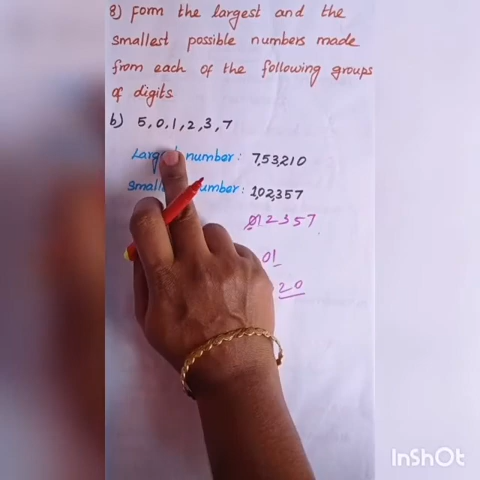 8) Form the largest and the
smallest possible numbers made
from each of the following groups
of digits
b) 5,0,1,2,3,7
number: 7,53,210
number: 1,02,357
012357
01
20
InShOt